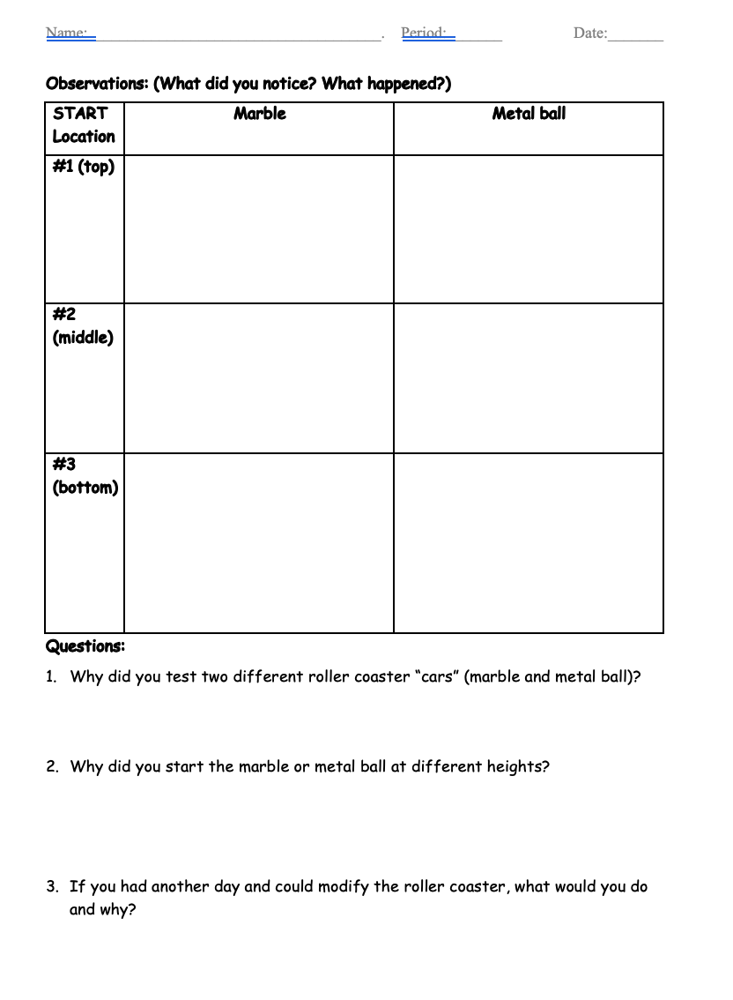 Name:___________________________________. Period:_______ Date:_______
Observations: (What did you notice? What happened?)
START Location Marble Metal ball
#1 (top)
#2
(middle)
#3
(bottom)
Questions:
1. Why did you test two different roller coaster “cars” (marble and metal ball)?
2. Why did you start the marble or metal ball at different heights?
3. If you had another day and could modify the roller coaster, what would you do
and why?